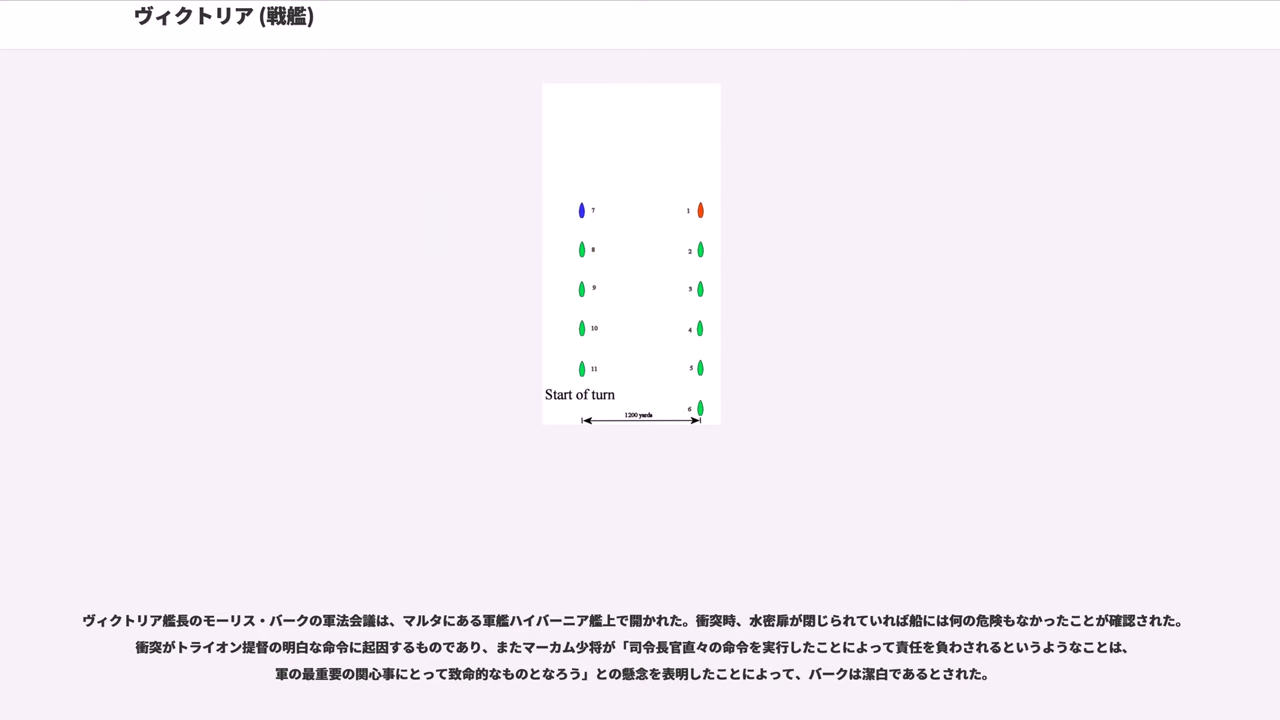 ヴィクトリア (戦艦)
7 1
8 2
9 3
10 4
11 5
Start of turn
6
1200 yards
ヴィクトリア艦長のモーリス・バークの軍法会議は、マルタにある軍艦ハイバーニア艦上で開かれた。衝突時、水密扉が閉じられていれば船には何の危険もなかったことが確認された。
衝突がトライオン提督の明白な命令に起因するものであり、またマーカム少将が「司令長官直々の命令を実行したことによって責任を負わされるというようなことは、
軍の最重要の関心事にとって致命的なものとなろう」との懸念を表明したことによって、バークは潔白であるとされた。